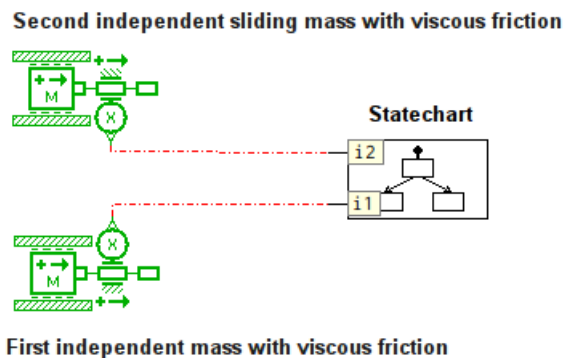 Second independent sliding mass with viscous friction
M
X
Statechart
i2
i1
X
M
First independent mass with viscous friction